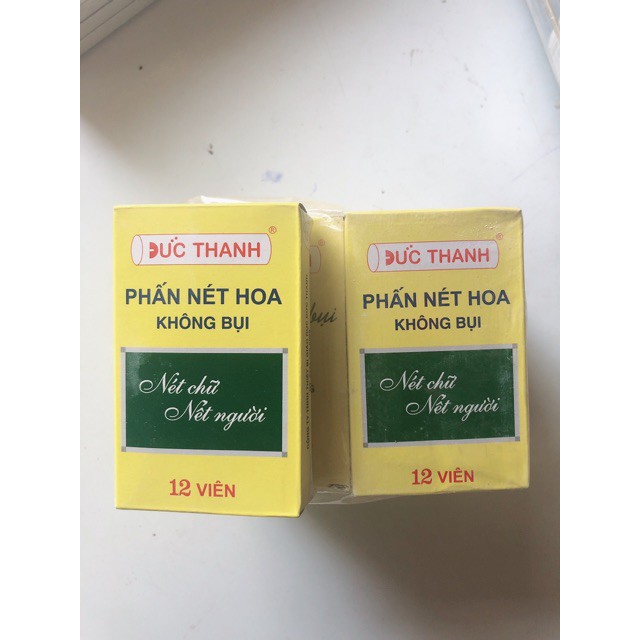 ĐỨC THANH®
PHẤN NÉT HOA
KHÔNG BỤI
Nét chữ
Nết người
12 VIÊN
bụi
ĐỨC THANH®
PHẤN NÉT HOA
KHÔNG BỤI
Nét chữ
Nết người
12 VIÊN